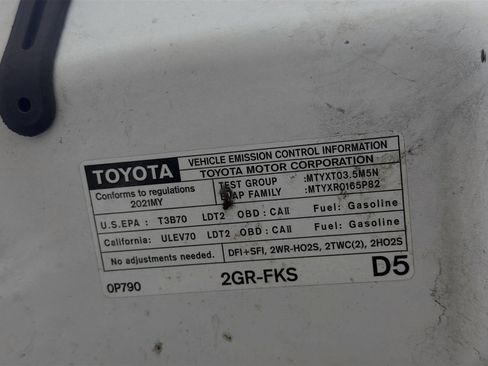 TOYOTA
VEHICLE EMISSION CONTROL INFORMATION
TOYOTA MOTOR CORPORATION
Conforms to regulations
2021MY
TEST GROUP :MTYXT03.5M5N
EVAP FAMILY :MTYXR0165P82
U.S.EPA : T3B70 LDT2 OBD : CAII Fuel: Gasoline
California: ULEV70 LDT2 OBD : CAII Fuel: Gasoline
No adjustments needed. DFI+SFI, 2WR-HO2S, 2TWC(2), 2HO2S
0P790 2GR-FKS D5